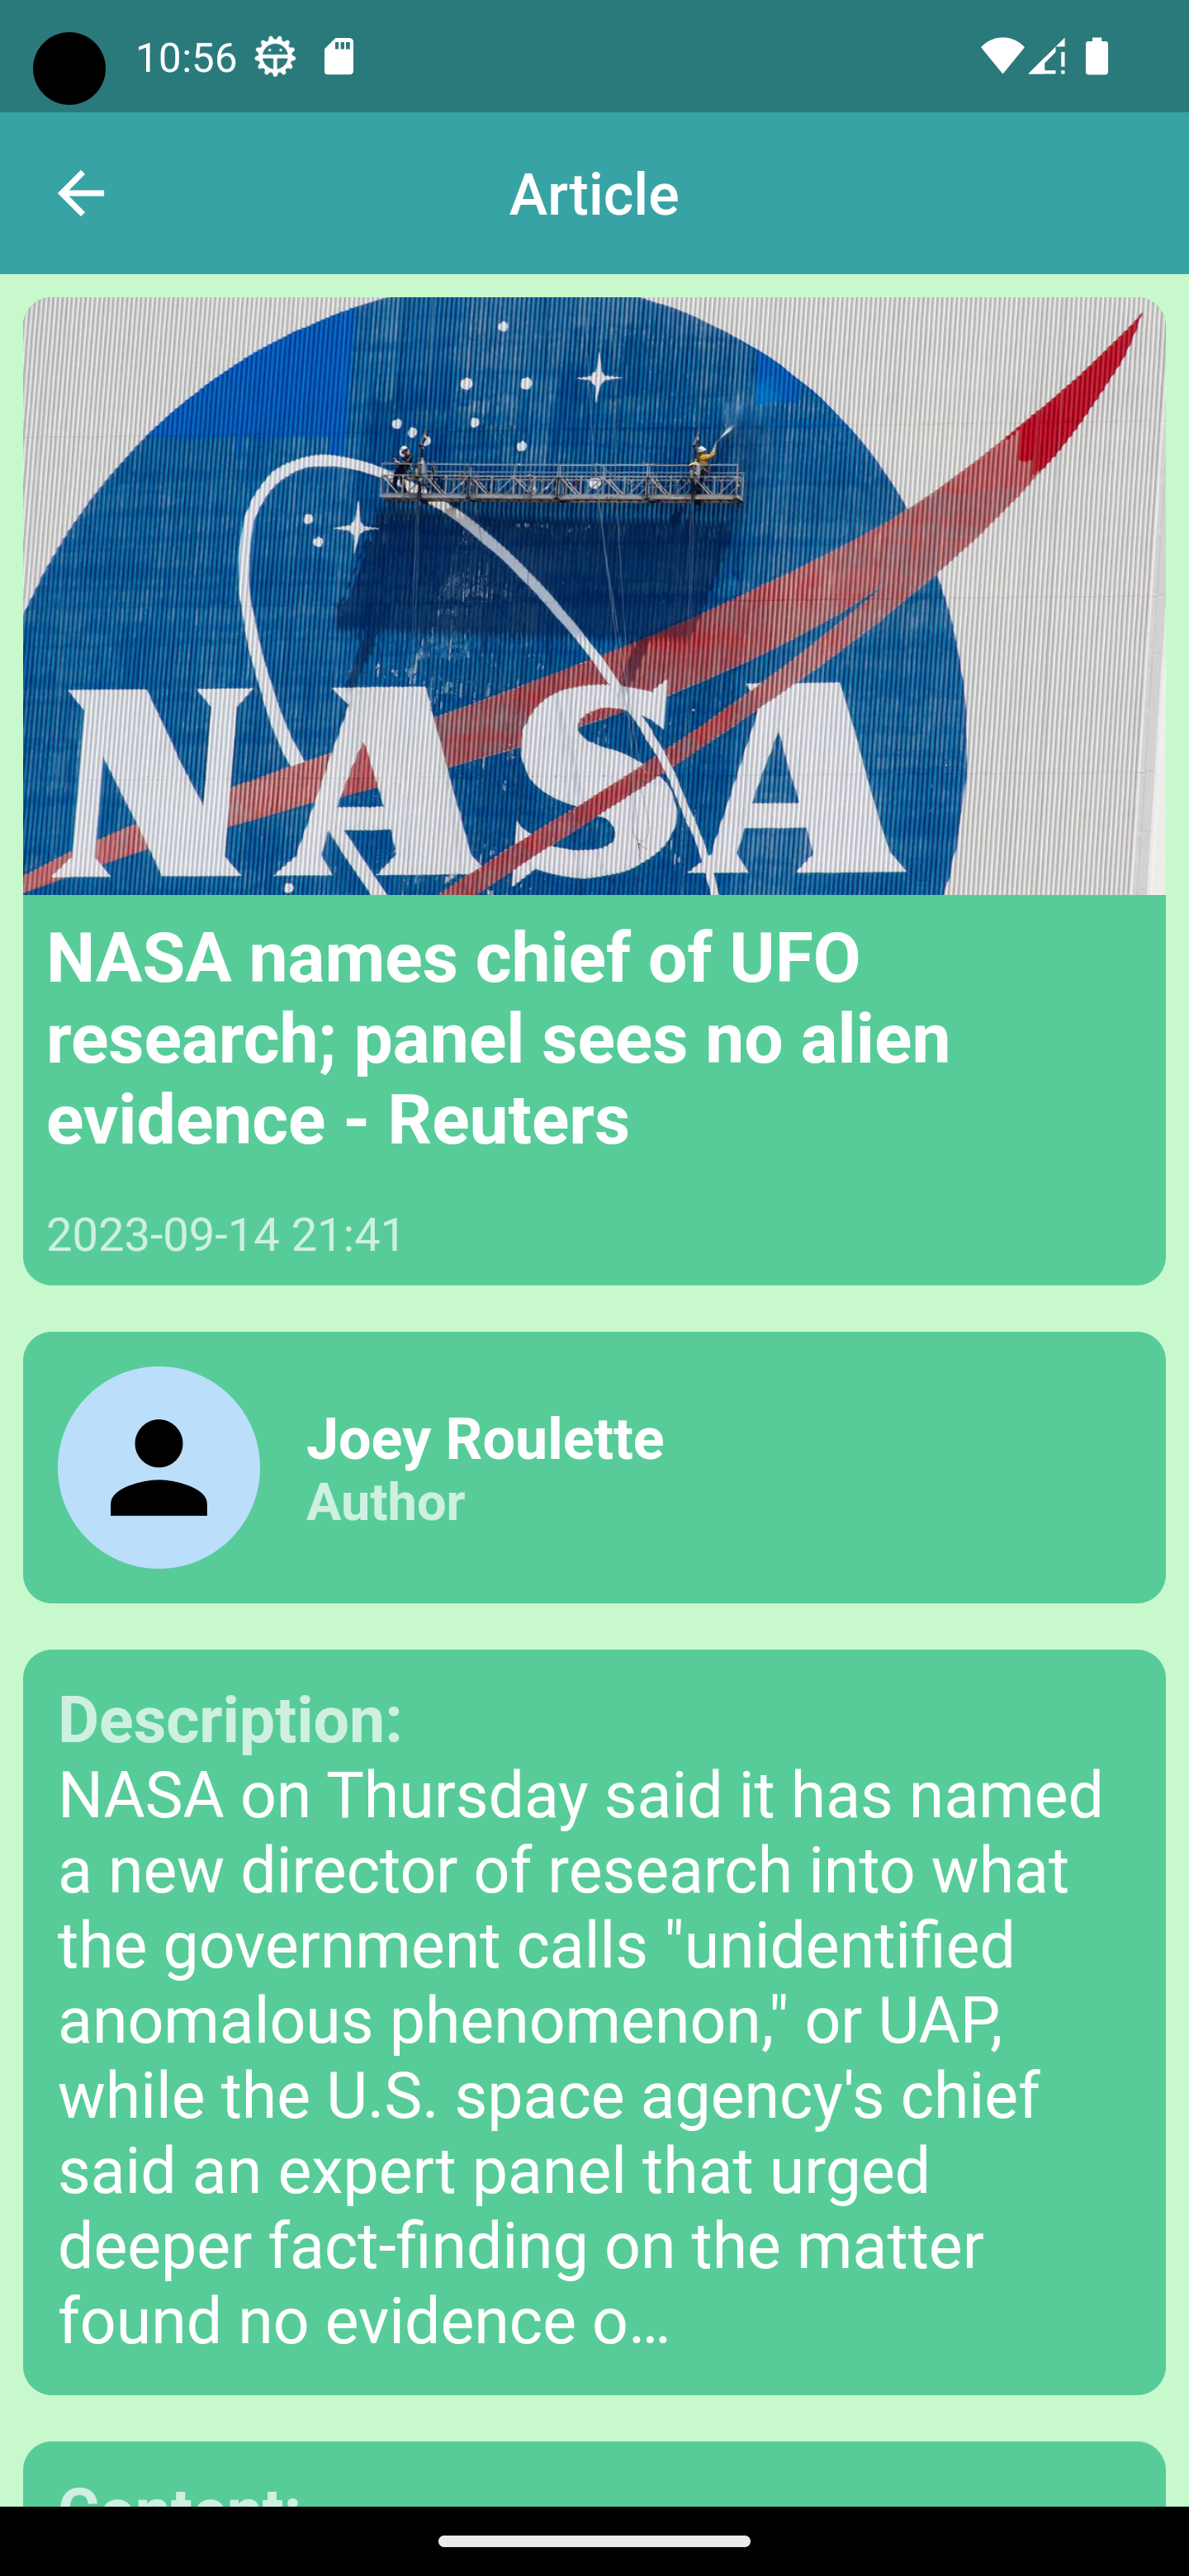 10:56
Article
NASA
NASA names chief of UFO
research; panel sees no alien
evidence - Reuters
2023-09-14 21:41
Joey Roulette
Author
Description:
NASA on Thursday said it has named
a new director of research into what
the government calls "unidentified
anomalous phenomenon," or UAP,
while the U.S. space agency's chief
said an expert panel that urged
deeper fact-finding on the matter
found no evidence o…
Content: